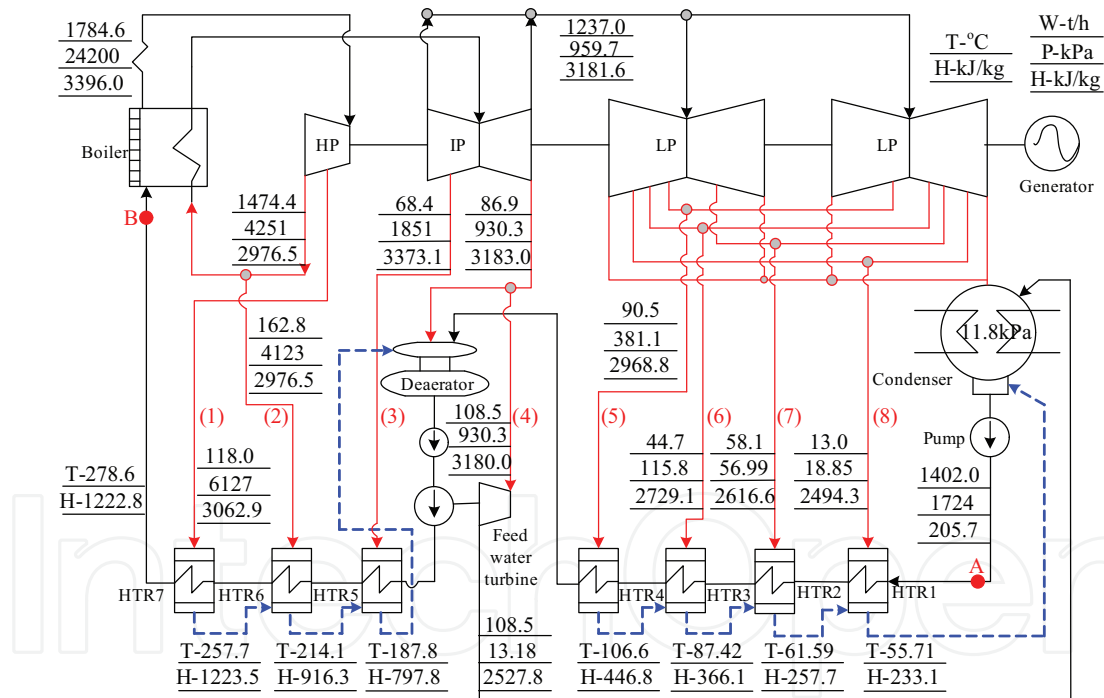 1784.6
24200
3396.0
1237.0
959.7
3181.6
T-°C
H-kJ/kg
W-t/h
P-kPa
H-kJ/kg
Boiler
HP
IP
LP
LP
Generator
B
1474.4
4251
2976.5
68.4
1851
3373.1
86.9
930.3
3183.0
162.8
4123
2976.5
90.5
381.1
2968.8
11.8kPa
Condenser
Deaerator
(1)
(2)
(3)
(4)
(5)
(6)
(7)
(8)
108.5
930.3
3180.0
Pump
T-278.6
H-1222.8
118.0
6127
3062.9
44.7
115.8
2729.1
58.1
56.99
2616.6
13.0
18.85
2494.3
1402.0
1724
205.7
Feed
water
turbine
A
HTR7
HTR6
HTR5
HTR4
HTR3
HTR2
HTR1
T-257.7
H-1223.5
T-214.1
H-916.3
T-187.8
H-797.8
108.5
13.18
2527.8
T-106.6
H-446.8
T-87.42
H-366.1
T-61.59
H-257.7
T-55.71
H-233.1
IntechOpen